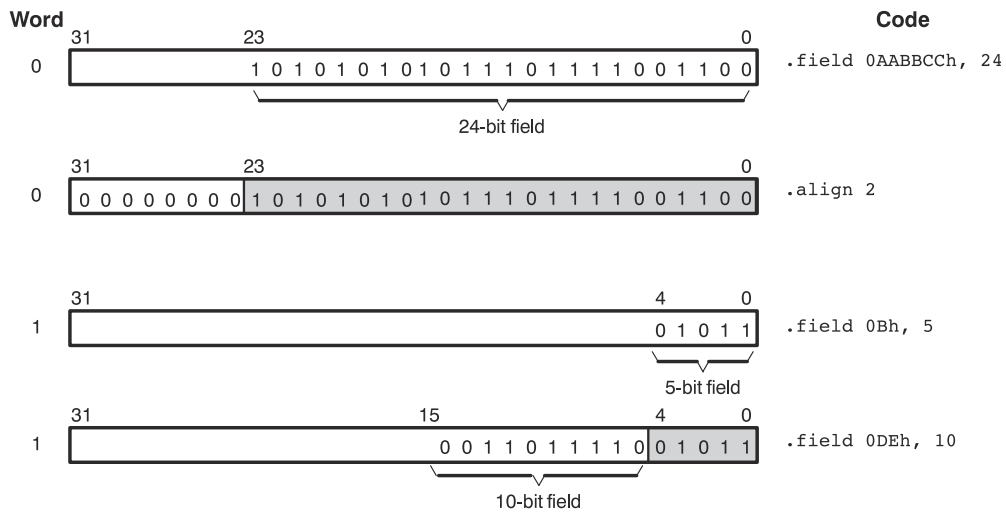 Word
Code
31 23 0
0
1 0 1 0 1 0 1 0 1 0 1 1 1 0 1 1 1 1 0 0 1 1 0 0
.field 0AABBCCh, 24
24-bit field
31 23 0
0
0 0 0 0 0 0 0 0 1 0 1 0 1 0 1 0 1 0 1 1 1 0 1 1 1 1 0 0 1 1 0 0
.align 2
31 4 0
1
0 1 0 1 1
.field 0Bh, 5
5-bit field
31 15 4 0
1
0 0 1 1 0 1 1 1 1 0 0 1 0 1 1
.field 0DEh, 10
10-bit field